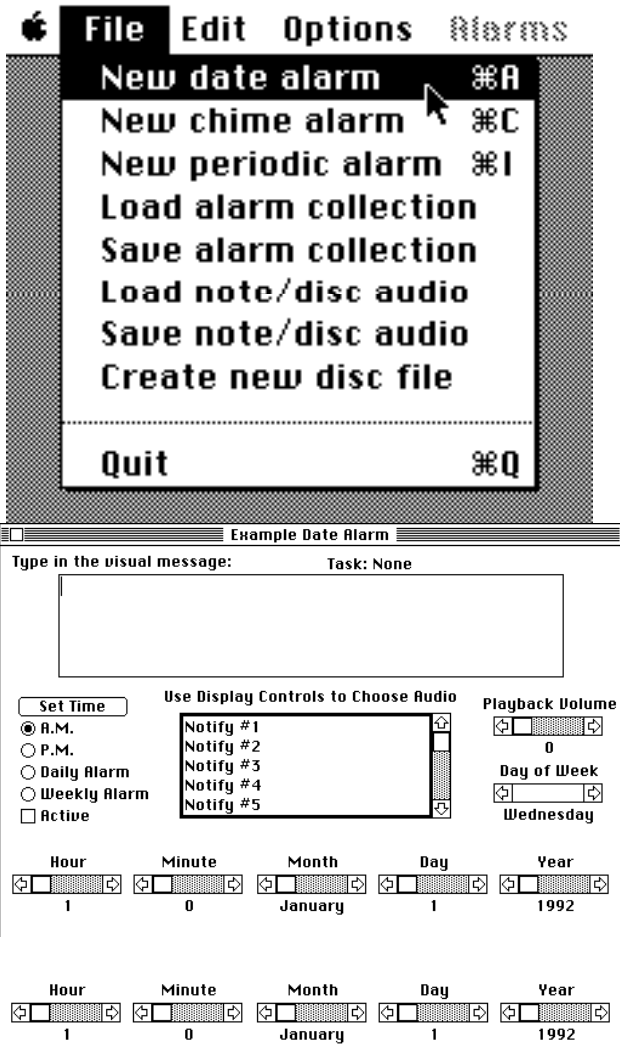 File Edit Options Alarms
New date alarm ⌘A
New chime alarm ⌘C
New periodic alarm ⌘I
Load alarm collection
Save alarm collection
Load note/disc audio
Save note/disc audio
Create new disc file
Quit ⌘Q
Example Date Alarm
Type in the visual message: Task: None
Set Time
A.M.
P.M.
Daily Alarm
Weekly Alarm
Active
Use Display Controls to Choose Audio
Notify #1
Notify #2
Notify #3
Notify #4
Notify #5
Playback Volume
0
Day of Week
Wednesday
Hour Minute Month Day Year
1 0 January 1 1992
Hour Minute Month Day Year
1 0 January 1 1992